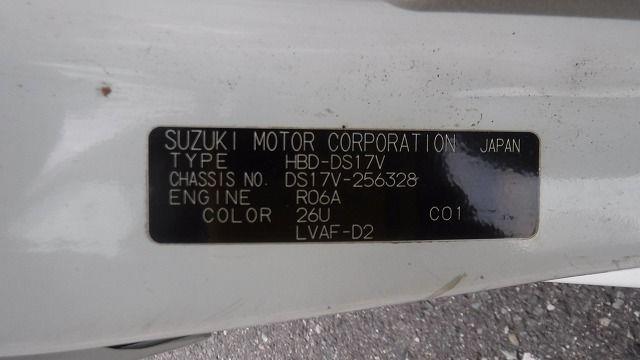 SUZUKI MOTOR CORPORATION JAPAN
TYPE HBD-DS17V
CHASSIS NO. DS17V-256328
ENGINE R06A
COLOR 26U C01
LVAF-D2